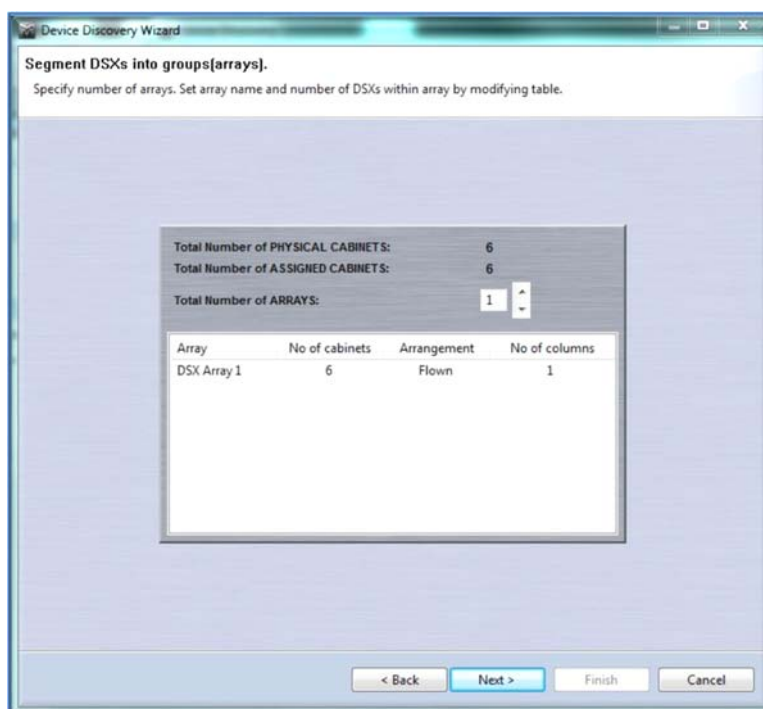 Device Discovery Wizard
Segment DSXs into groups(arrays).
Specify number of arrays. Set array name and number of DSXs within array by modifying table.
Total Number of PHYSICAL CABINETS: 6
Total Number of ASSIGNED CABINETS: 6
Total Number of ARRAYS: 1
Array No of cabinets Arrangement No of columns
DSX Array 1 6 Flown 1
< Back Next > Finish Cancel